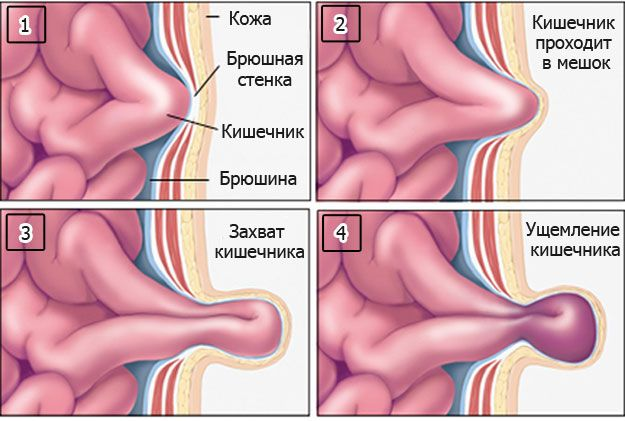 1
Кожа
Брюшная
стенка
Кишечник
Брюшина
2
Кишечник
проходит
в мешок
3
Захват
кишечника
4
Ущемление
кишечника